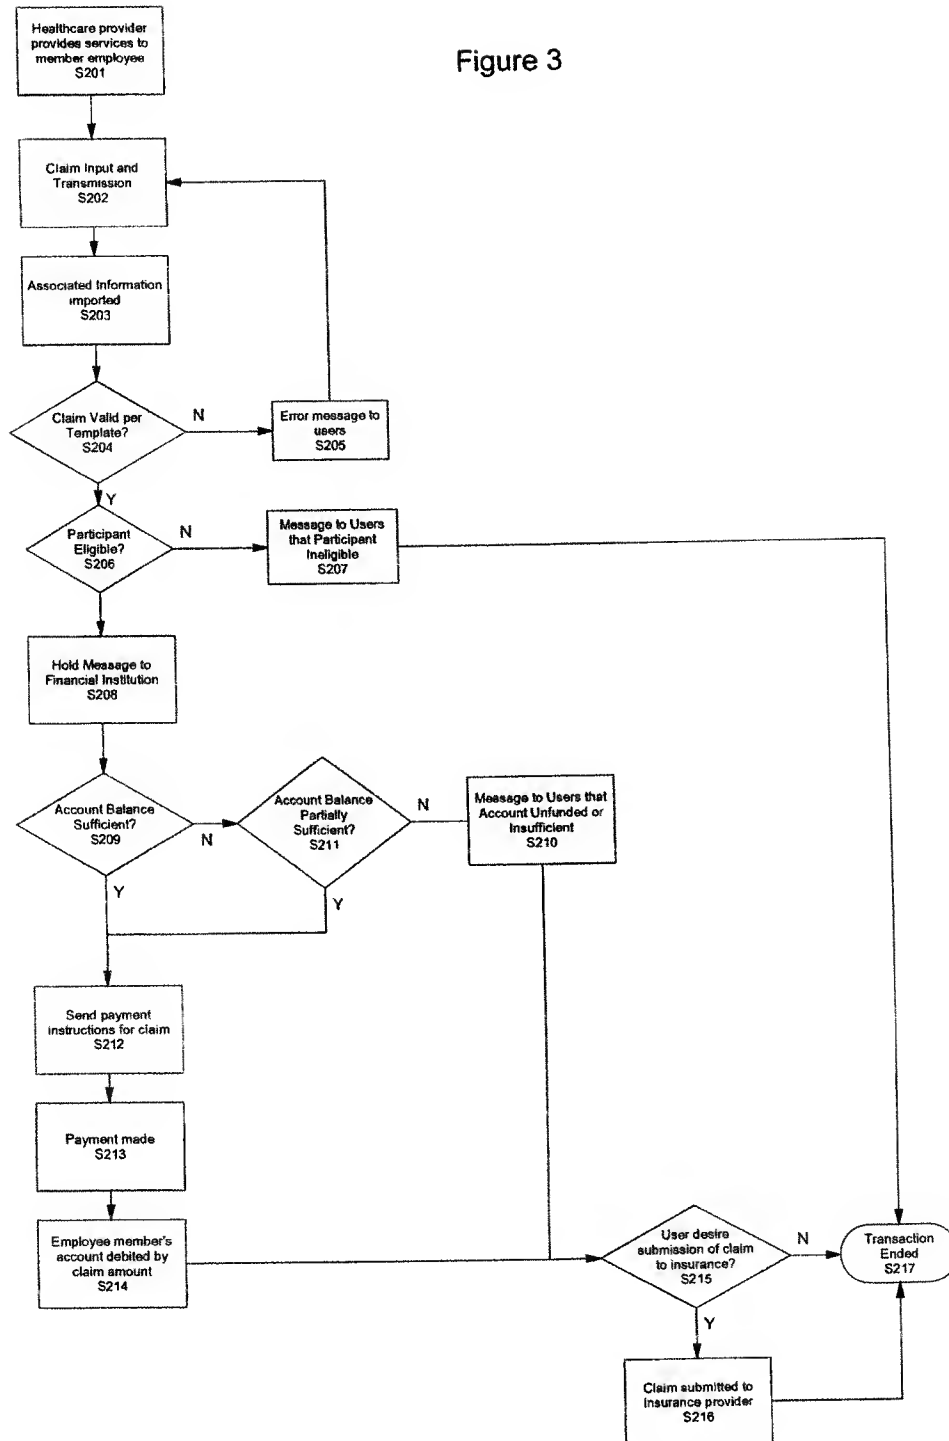 Figure 3
Healthcare provider
provides services to
member employee
S201
Claim Input and
Transmission
S202
Associated Information
imported
S203
Claim Valid per
Template?
S204
N
Error message to
users
S205
Y
Participant
Eligible?
S206
N
Message to Users
that Participant
Ineligible
S207
Hold Message to
Financial Institution
S208
Account Balance
Sufficient?
S209
N
Account Balance
Partially
Sufficient?
S211
N
Message to Users that
Account Unfunded or
Insufficient
S210
Y
Y
Send payment
instructions for claim
S212
Payment made
S213
Employee member's
account debited by
claim amount
S214
User desire
submission of claim
to insurance?
S215
N
Transaction
Ended
S217
Y
Claim submitted to
Insurance provider
S216